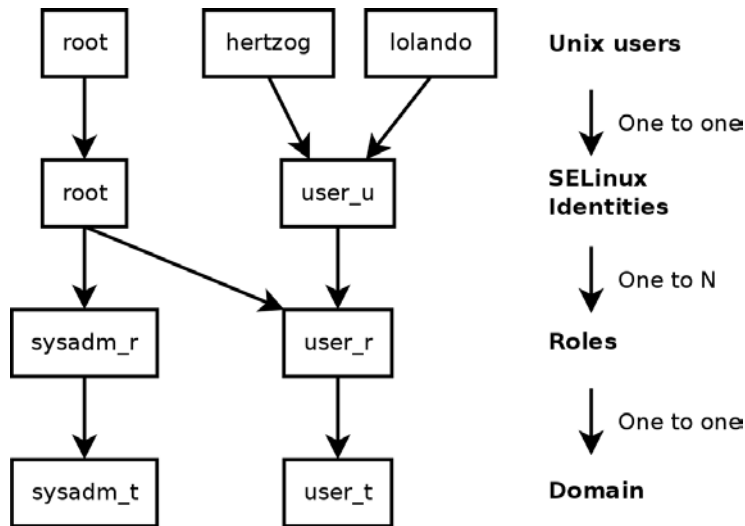 root
hertzog
lolando
Unix users
One to one
root
user_u
SELinux
Identities
One to N
sysadm_r
user_r
Roles
One to one
sysadm_t
user_t
Domain